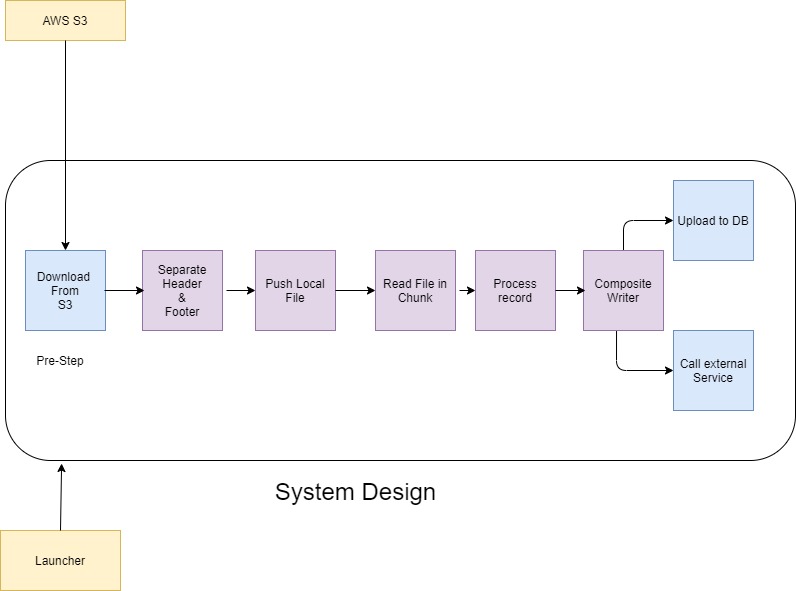 AWS S3
Download
From
S3
Separate
Header
&
Footer
Push Local
File
Read File in
Chunk
Process
record
Composite
Writer
Upload to DB
Call external
Service
Pre-Step
System Design
Launcher